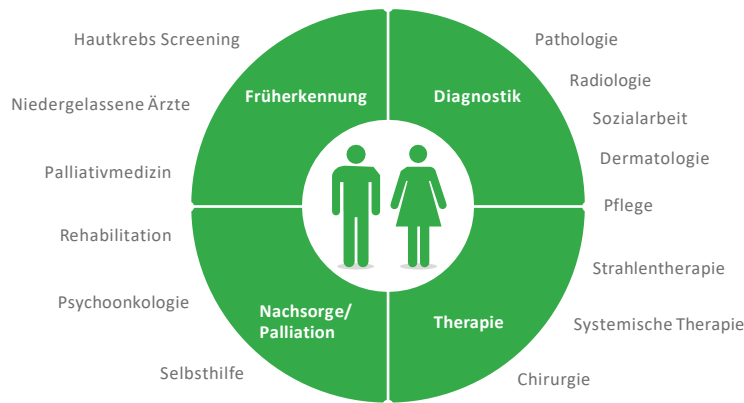 Hautkrebs Screening
Pathologie
Radiologie
Früherkennung
Diagnostik
Niedergelassene Ärzte
Sozialarbeit
Dermatologie
Palliativmedizin
Pflege
Rehabilitation
Strahlentherapie
Psychoonkologie
Nachsorge/
Palliation
Therapie
Systemische Therapie
Selbsthilfe
Chirurgie